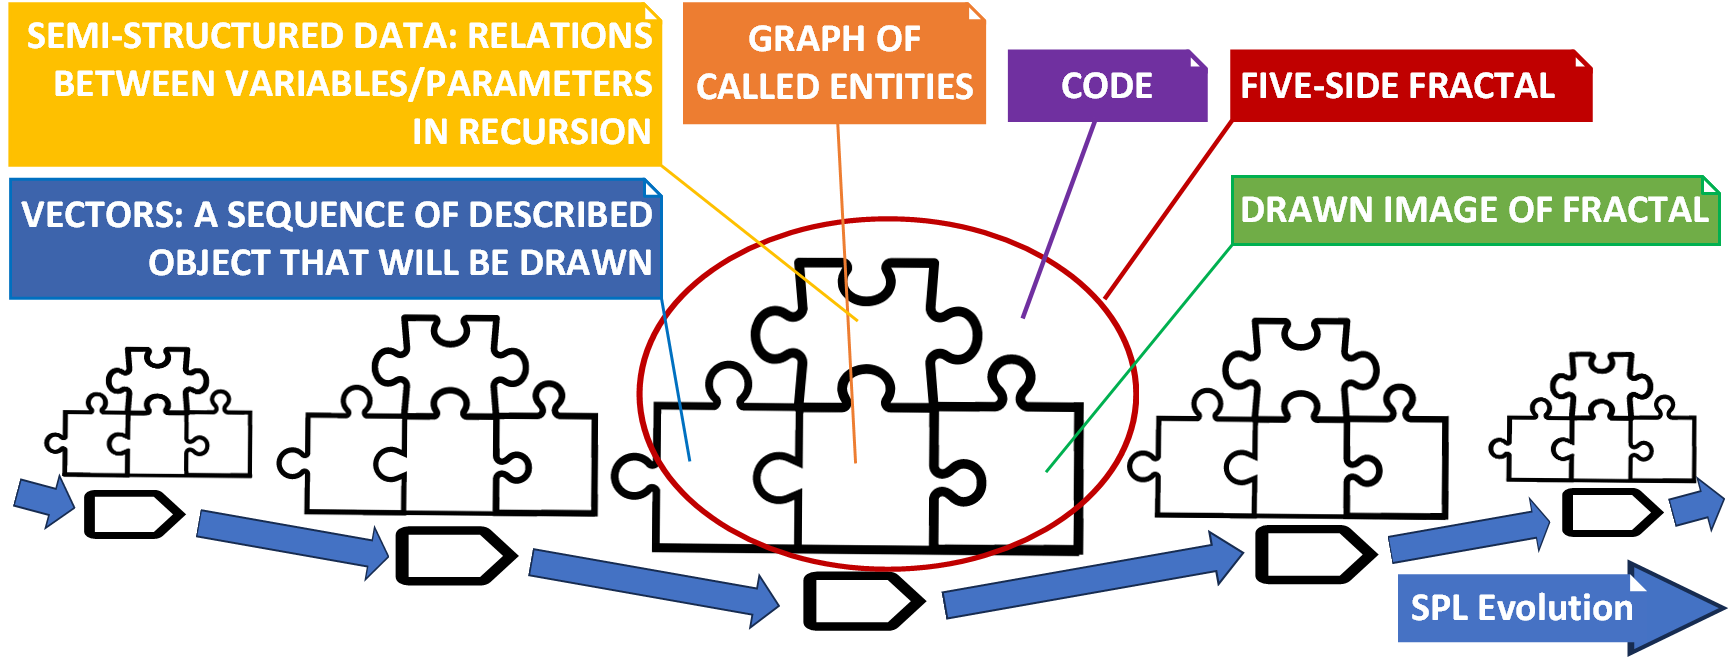 SEMI-STRUCTURED DATA: RELATIONS
BETWEEN VARIABLES/PARAMETERS
IN RECURSION
GRAPH OF
CALLED ENTITIES
CODE
FIVE-SIDE FRACTAL
VECTORS: A SEQUENCE OF DESCRIBED
OBJECT THAT WILL BE DRAWN
DRAWN IMAGE OF FRACTAL
SPL Evolution